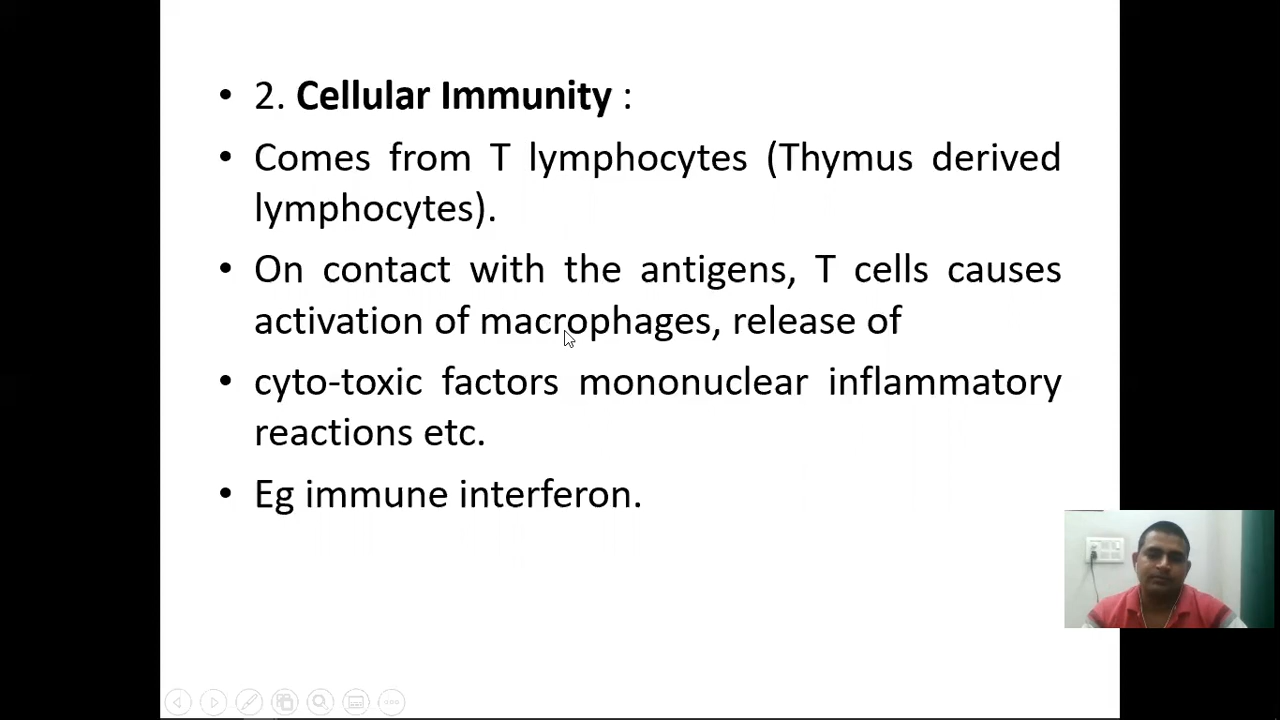 • 2. Cellular Immunity :
• Comes from T lymphocytes (Thymus derived
lymphocytes).
• On contact with the antigens, T cells causes
activation of macrophages, release of
• cyto-toxic factors mononuclear inflammatory
reactions etc.
• Eg immune interferon.